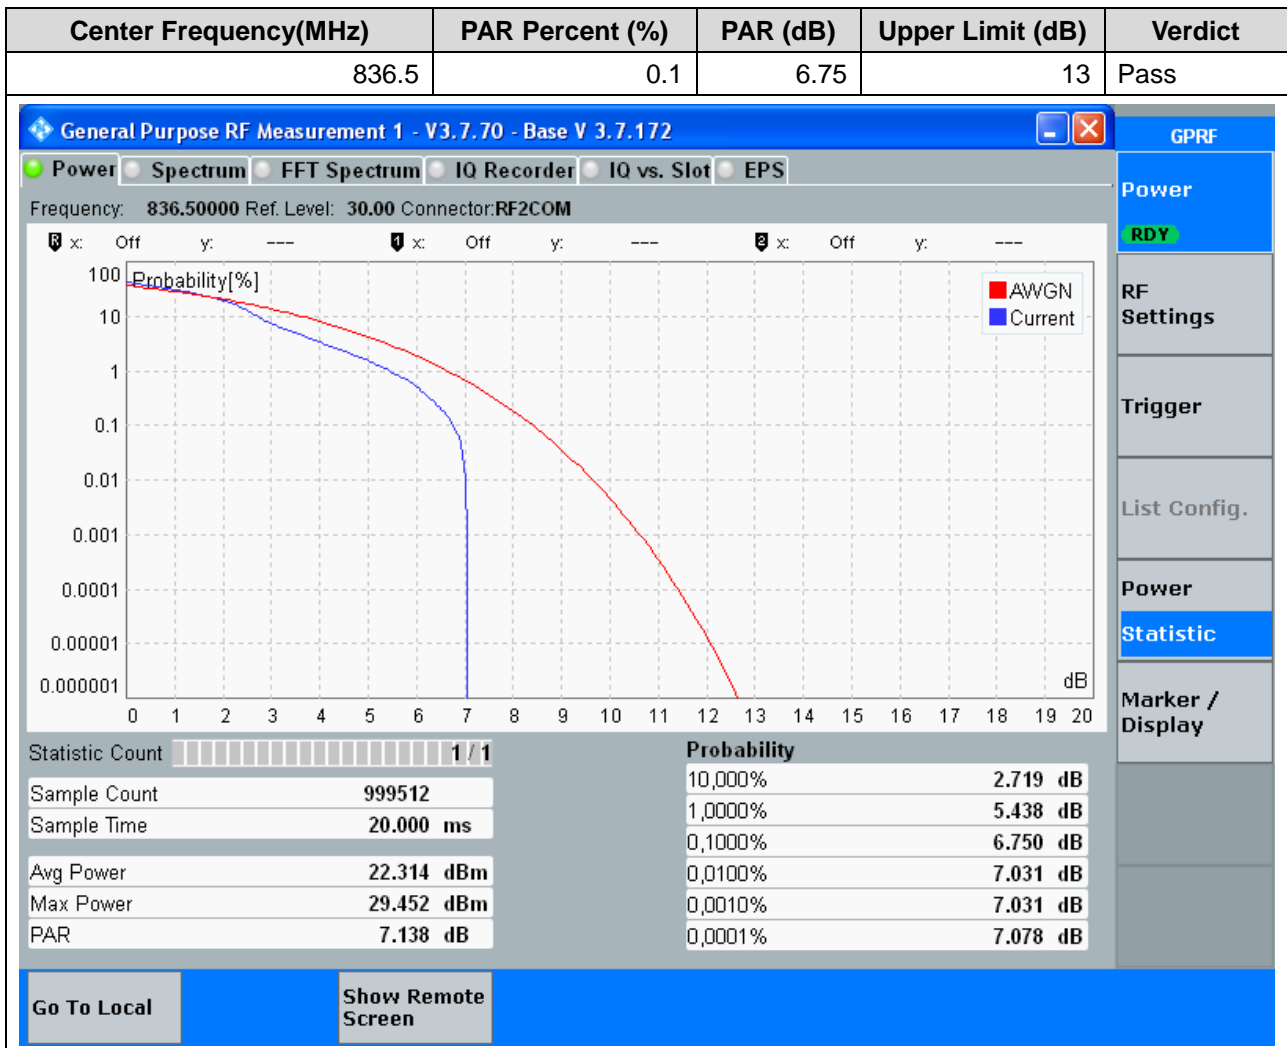 Center Frequency(MHz) PAR Percent (%) PAR (dB) Upper Limit (dB) Verdict
836.5 0.1 6.75 13 Pass
General Purpose RF Measurement 1 - V3.7.70 - Base V 3.7.172
GPRF
Power Spectrum FFT Spectrum IQ Recorder IQ vs. Slot EPS
Frequency: 836.50000 Ref. Level: 30.00 Connector:RF2COM
R x: Off y: --- 1 x: Off y: --- 2 x: Off y: ---
Probability[%]
100
10
1
0.1
0.01
0.001
0.0001
0.00001
0.000001
AWGN
Current
dB
0 1 2 3 4 5 6 7 8 9 10 11 12 13 14 15 16 17 18 19 20
Statistic Count 1 / 1
Sample Count 999512
Sample Time 20.000 ms
Avg Power 22.314 dBm
Max Power 29.452 dBm
PAR 7.138 dB
Probability
10,000% 2.719 dB
1,0000% 5.438 dB
0,1000% 6.750 dB
0,0100% 7.031 dB
0,0010% 7.031 dB
0,0001% 7.078 dB
Power
RDY
RF
Settings
Trigger
List Config.
Power
Statistic
Marker /
Display
Go To Local
Show Remote
Screen